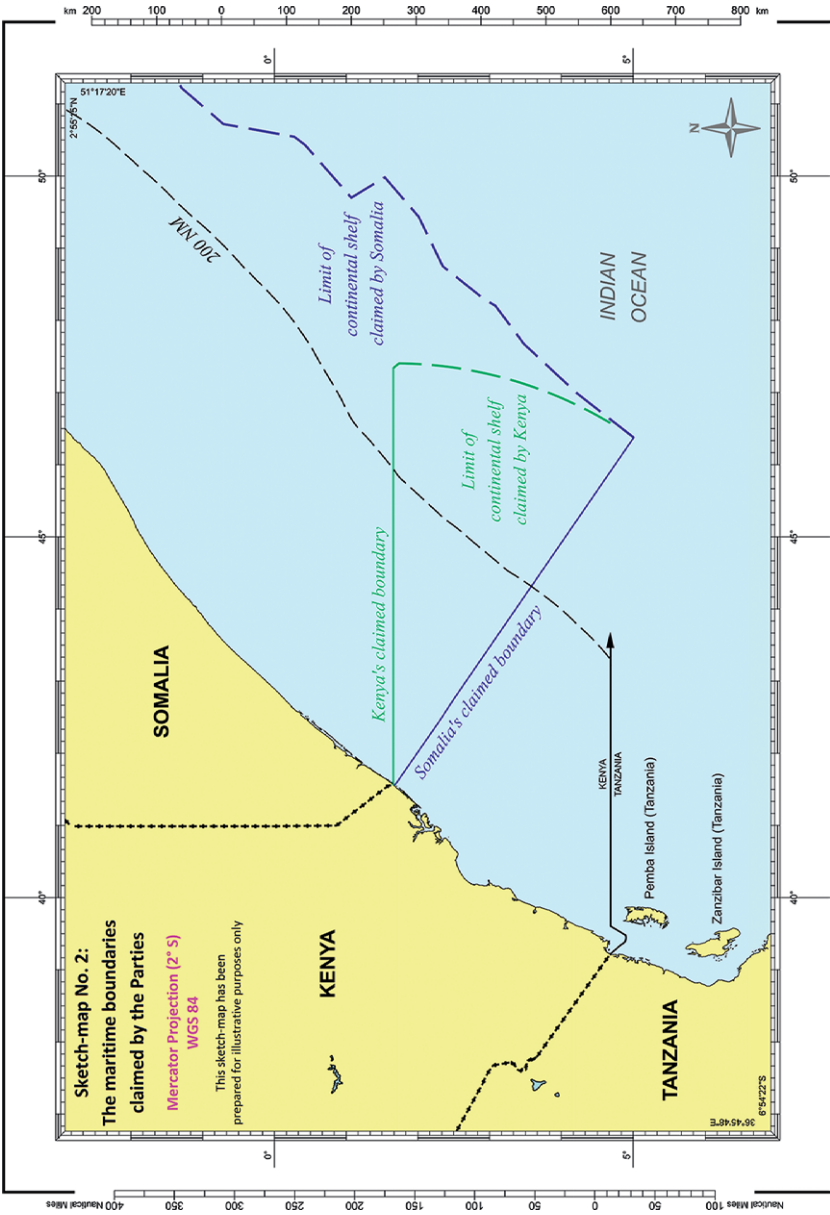 Sketch-map No. 2:
The maritime boundaries
claimed by the Parties
Mercator Projection (2° S)
WGS 84
This sketch-map has been
prepared for illustrative purposes only
SOMALIA
KENYA
TANZANIA
Kenya's claimed boundary
Somalia's claimed boundary
Limit of
continental shelf
claimed by Somalia
Limit of
continental shelf
claimed by Kenya
200 NM
INDIAN
OCEAN
N
KENYA
TANZANIA
Pemba Island (Tanzania)
Zanzibar Island (Tanzania)
2°55'15"N
51°17'20"E
36°45'48"E
6°54'22"S
40°
45°
50°
40°
45°
50°
0°
5°
0°
5°
km 200 100 0 100 200 300 400 500 600 700 800 km
Nautical Miles 400 350 300 250 200 150 100 50 0 50 100 Nautical Miles